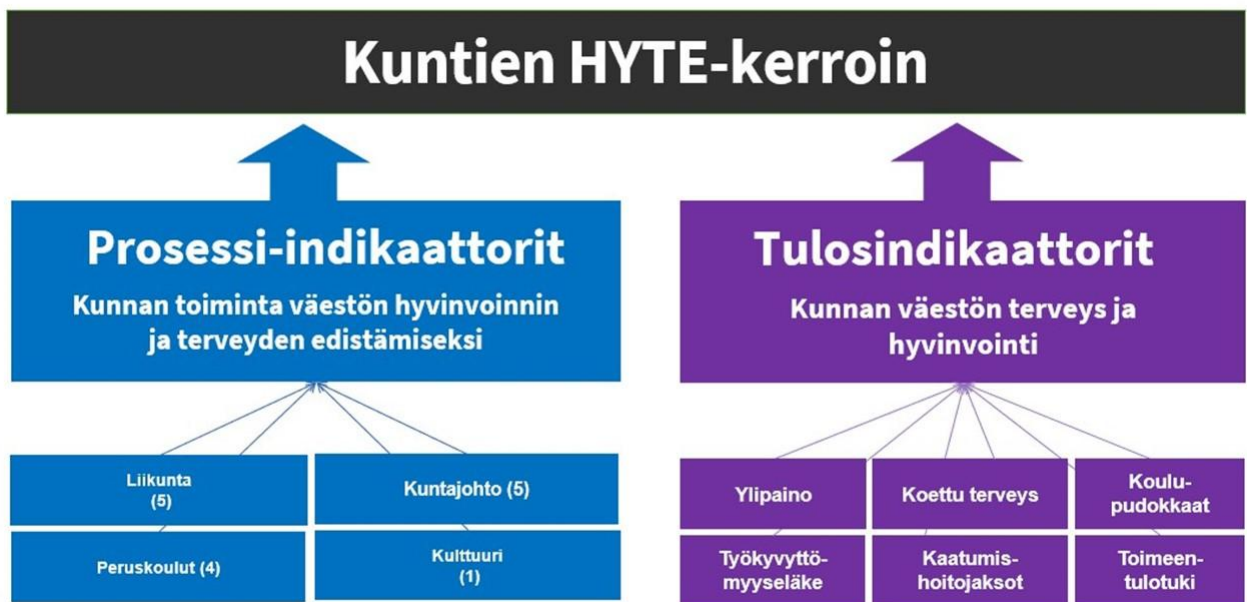 Kuntien HYTE-kerroin
Prosessi-indikaattorit
Kunnan toiminta väestön hyvinvoinnin
ja terveyden edistämiseksi
Liikunta
(5)
Kuntajohto (5)
Peruskoulut (4)
Kulttuuri
(1)
Tulosindikaattorit
Kunnan väestön terveys ja
hyvinvointi
Ylipaino
Koettu terveys
Koulu-
pudokkaat
Työkyvyttö-
myyseläke
Kaatumis-
hoitojaksot
Toimeen-
tulotuki